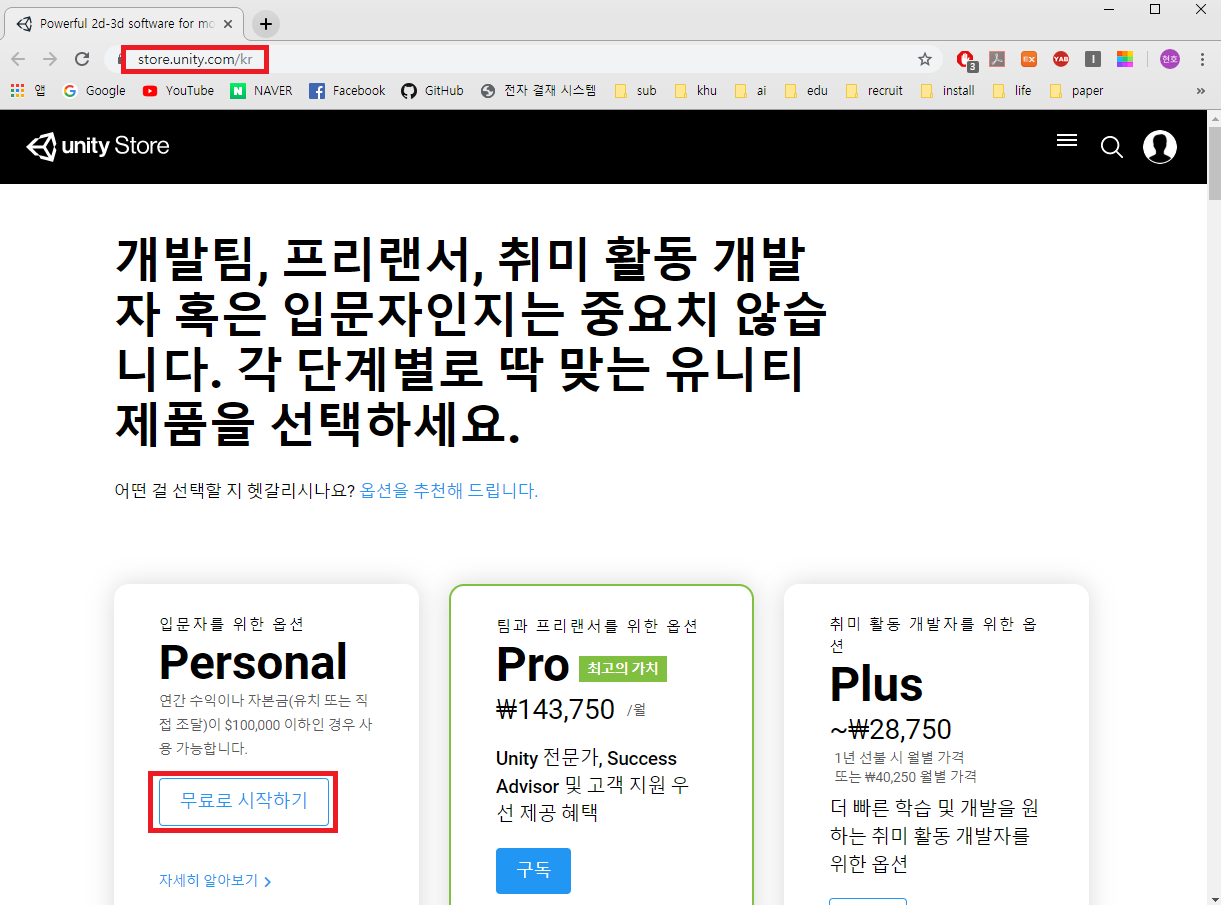 Powerful 2d-3d software for mo
store.unity.com/kr
3
EX
YAB
I
현호
앱 Google YouTube N NAVER Facebook GitHub 전자 결재 시스템 sub khu ai edu recruit install life paper »
unity Store
개발팀, 프리랜서, 취미 활동 개발
자 혹은 입문자인지는 중요치 않습
니다. 각 단계별로 딱 맞는 유니티
제품을 선택하세요.
어떤 걸 선택할 지 헷갈리시나요? 옵션을 추천해 드립니다.
입문자를 위한 옵션
Personal
연간 수익이나 자본금(유치 또는 직
접 조달)이 $100,000 이하인 경우 사
용 가능합니다.
무료로 시작하기
자세히 알아보기 >
팀과 프리랜서를 위한 옵션
Pro 최고의 가치
₩143,750 /월
Unity 전문가, Success
Advisor 및 고객 지원 우
선 제공 혜택
구독
취미 활동 개발자를 위한 옵
션
Plus
~₩28,750
1년 선불 시 월별 가격
또는 ₩40,250 월별 가격
더 빠른 학습 및 개발을 원
하는 취미 활동 개발자를
위한 옵션